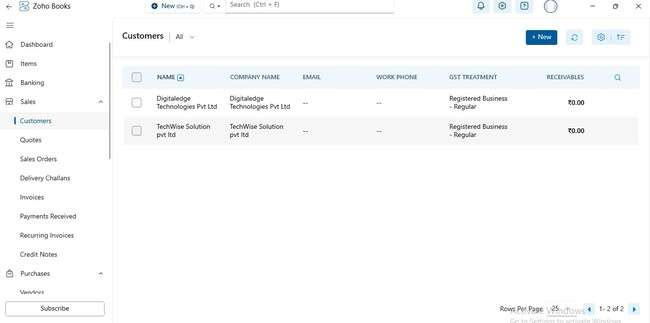 Zoho Books
New (Ctrl + Q)
Search (Ctrl + F)
Customers
All
+ New
Dashboard
Items
Banking
Sales
Customers
Quotes
Sales Orders
Delivery Challans
Invoices
Payments Received
Recurring Invoices
Credit Notes
Purchases
Vendors
Subscribe
NAME
COMPANY NAME
EMAIL
WORK PHONE
GST TREATMENT
RECEIVABLES
Digitaledge
Technologies Pvt Ltd
Digitaledge
Technologies Pvt Ltd
--
--
Registered Business
- Regular
₹0.00
TechWise Solution
pvt ltd
TechWise Solution
pvt ltd
--
--
Registered Business
- Regular
₹0.00
Rows Per Page: 25
1- 2 of 2
Activate Windows
Go to Settings to activate Windows.